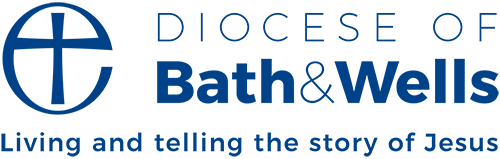 DIOCESE OF
Bath&Wells
Living and telling the story of Jesus